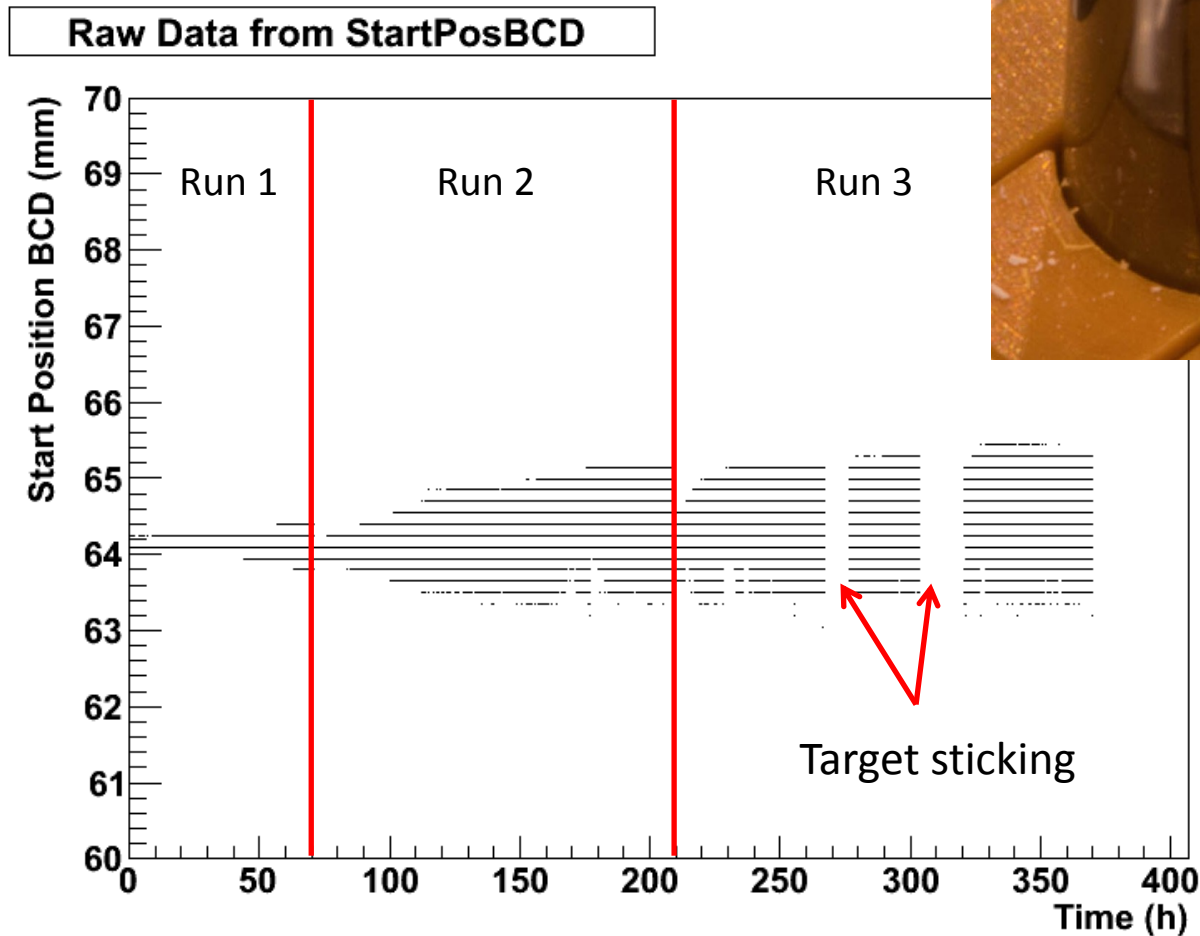 Raw Data from StartPosBCD
Start Position BCD (mm)
70
69
68
67
66
65
64
63
62
61
60
Run 1
Run 2
Run 3
Target sticking
0
50
100
150
200
250
300
350
400
Time (h)